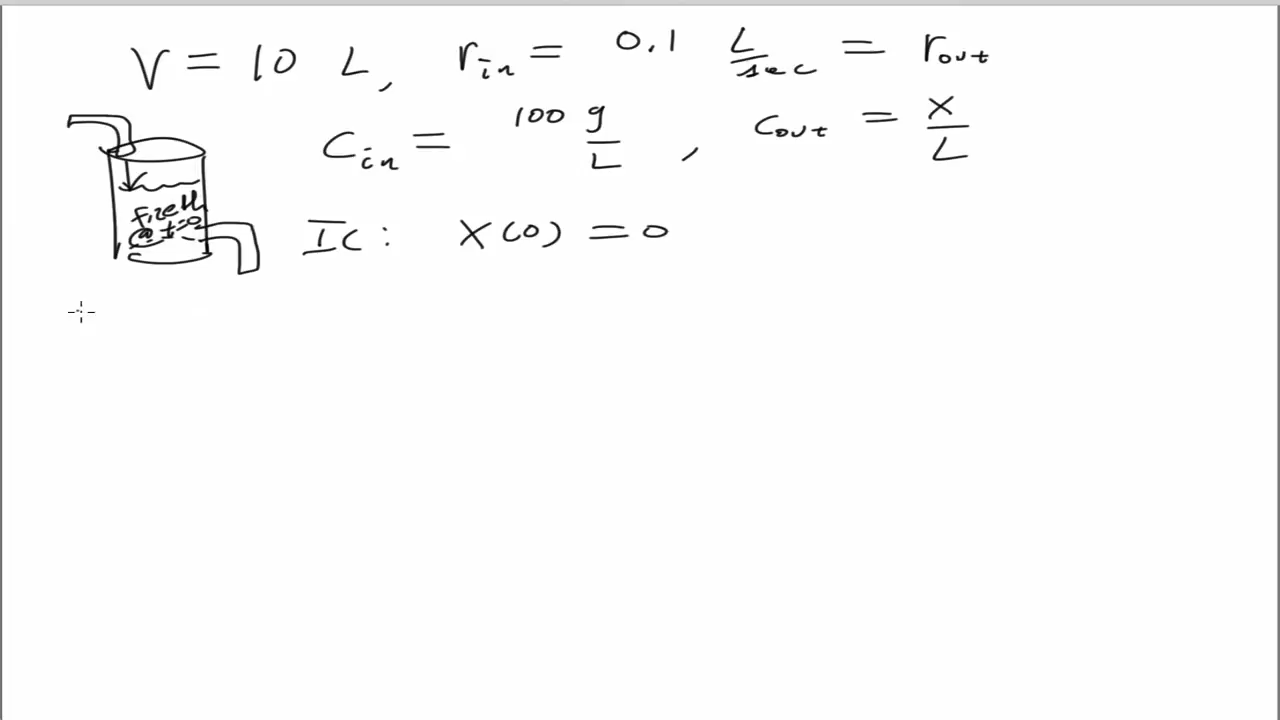 V = 10 L, r_in = 0.1 L/sec = r_out
C_in = 100 g/L, C_out = X/L
fresH
@ t=0
IC: X(0) = 0